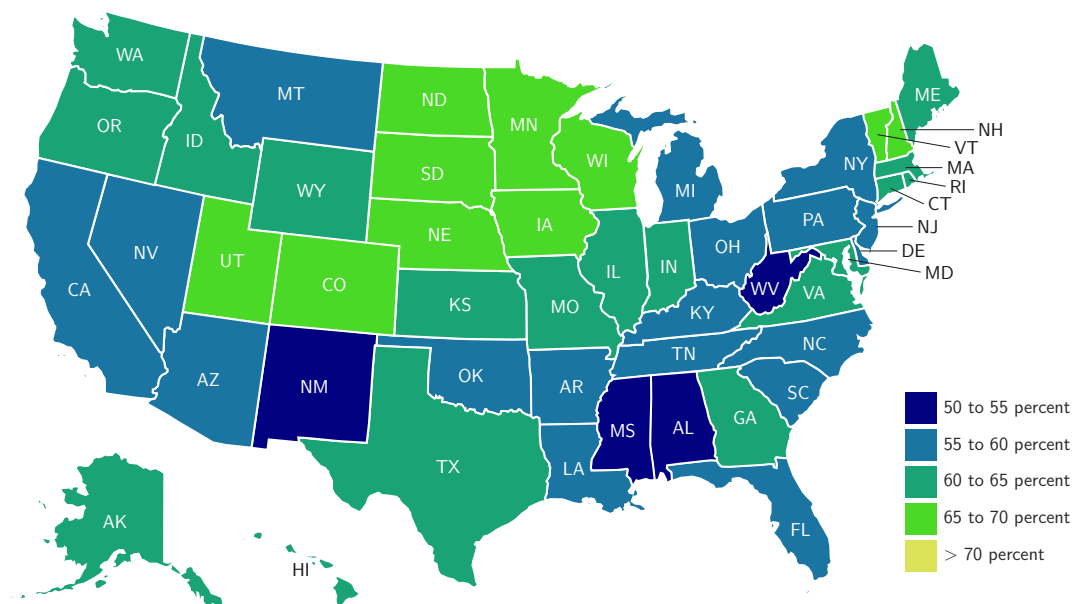 WA
MT
ND
MN
ME
OR
ID
NH
VT
WI
NY
MA
SD
WY
MI
RI
CT
PA
NJ
IA
NE
OH
DE
NV
UT
IL
IN
MD
CO
CA
WV
VA
KS
MO
KY
NC
TN
AZ
NM
OK
AR
SC
GA
MS
AL
LA
TX
AK
FL
HI
50 to 55 percent
55 to 60 percent
60 to 65 percent
65 to 70 percent
> 70 percent